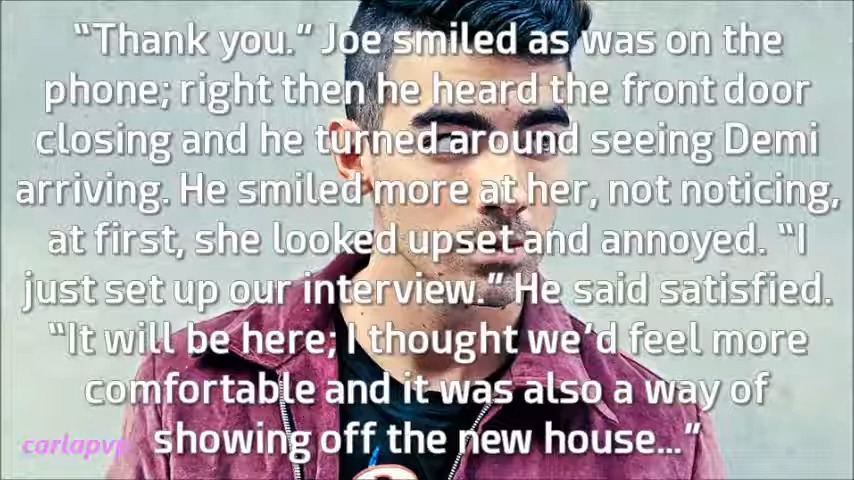 “Thank you.” Joe smiled as was on the
phone; right then he heard the front door
closing and he turned around seeing Demi
arriving. He smiled more at her, not noticing,
at first, she looked upset and annoyed. “I
just set up our interview.” He said satisfied.
“It will be here; I thought we’d feel more
comfortable and it was also a way of
showing off the new house...”
carlapvp